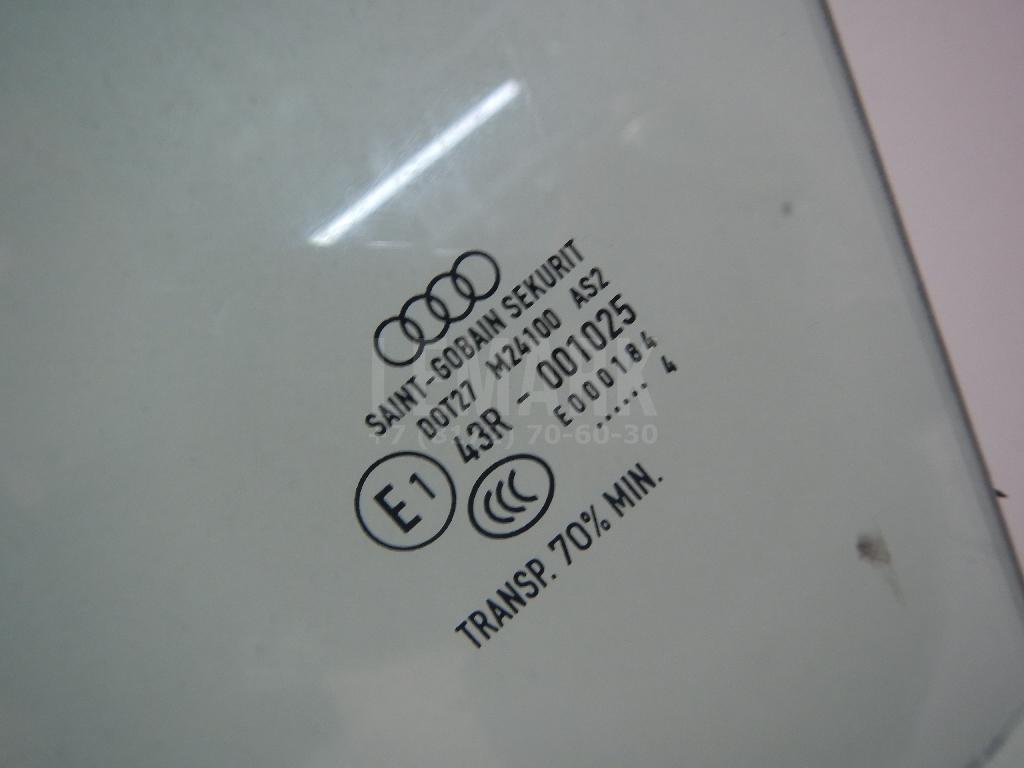 SAINT-GOBAIN SEKURIT
DOT27 M24100 AS2
43R - 001025
E000184
..... 4
E1
CCC
TRANSP. 70% MIN.
70-60-30